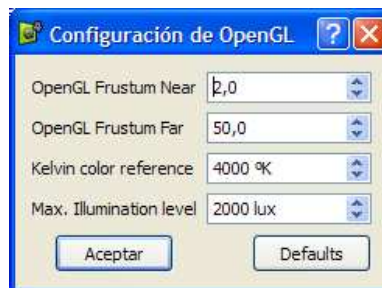 Configuración de OpenGL
OpenGL Frustum Near 2,0
OpenGL Frustum Far 50,0
Kelvin color reference 4000 ºK
Max. Illumination level 2000 lux
Aceptar Defaults